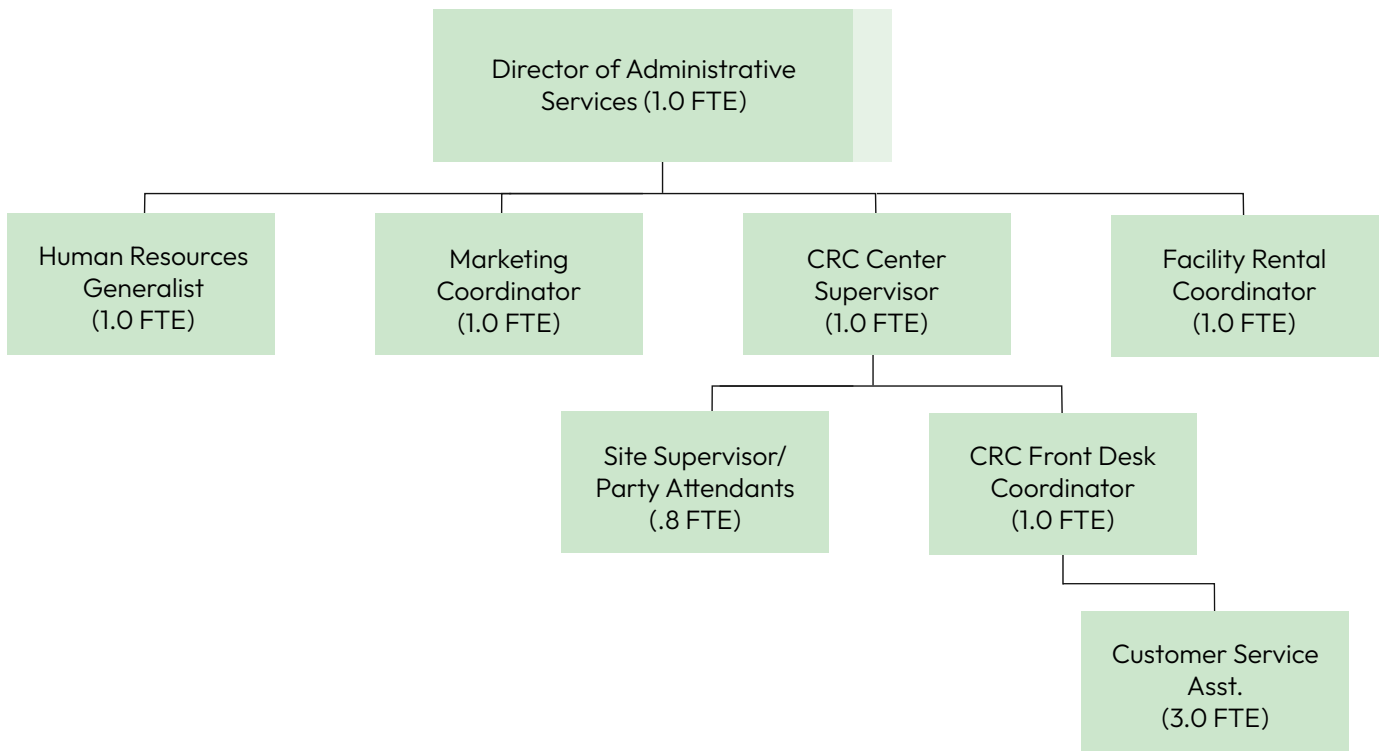 Director of Administrative
Services (1.0 FTE)
Human Resources
Generalist
(1.0 FTE)
Marketing
Coordinator
(1.0 FTE)
CRC Center
Supervisor
(1.0 FTE)
Facility Rental
Coordinator
(1.0 FTE)
Site Supervisor/
Party Attendants
(.8 FTE)
CRC Front Desk
Coordinator
(1.0 FTE)
Customer Service
Asst.
(3.0 FTE)